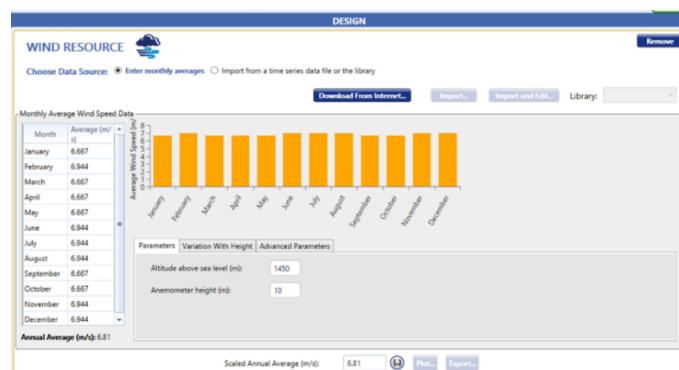 DESIGN
WIND RESOURCE
Remove
Choose Data Source: Enter monthly averages Import from a time series data file or the library
Download From Internet... Import... Import and Edit... Library:
Monthly Average Wind Speed Data
Month Average (m/s)
January 6.667
February 6.944
March 6.667
April 6.667
May 6.667
June 6.944
July 6.944
August 6.944
September 6.667
October 6.667
November 6.944
December 6.944
Annual Average (m/s): 6.81
Average Wind Speed (m/
8
7
6
5
4
3
2
1
0
January February March April May June July August September October November December
Parameters Variation With Height Advanced Parameters
Altitude above sea level (m): 1450
Anemometer height (m): 10
Scaled Annual Average (m/s): 6.81 Plot... Export...